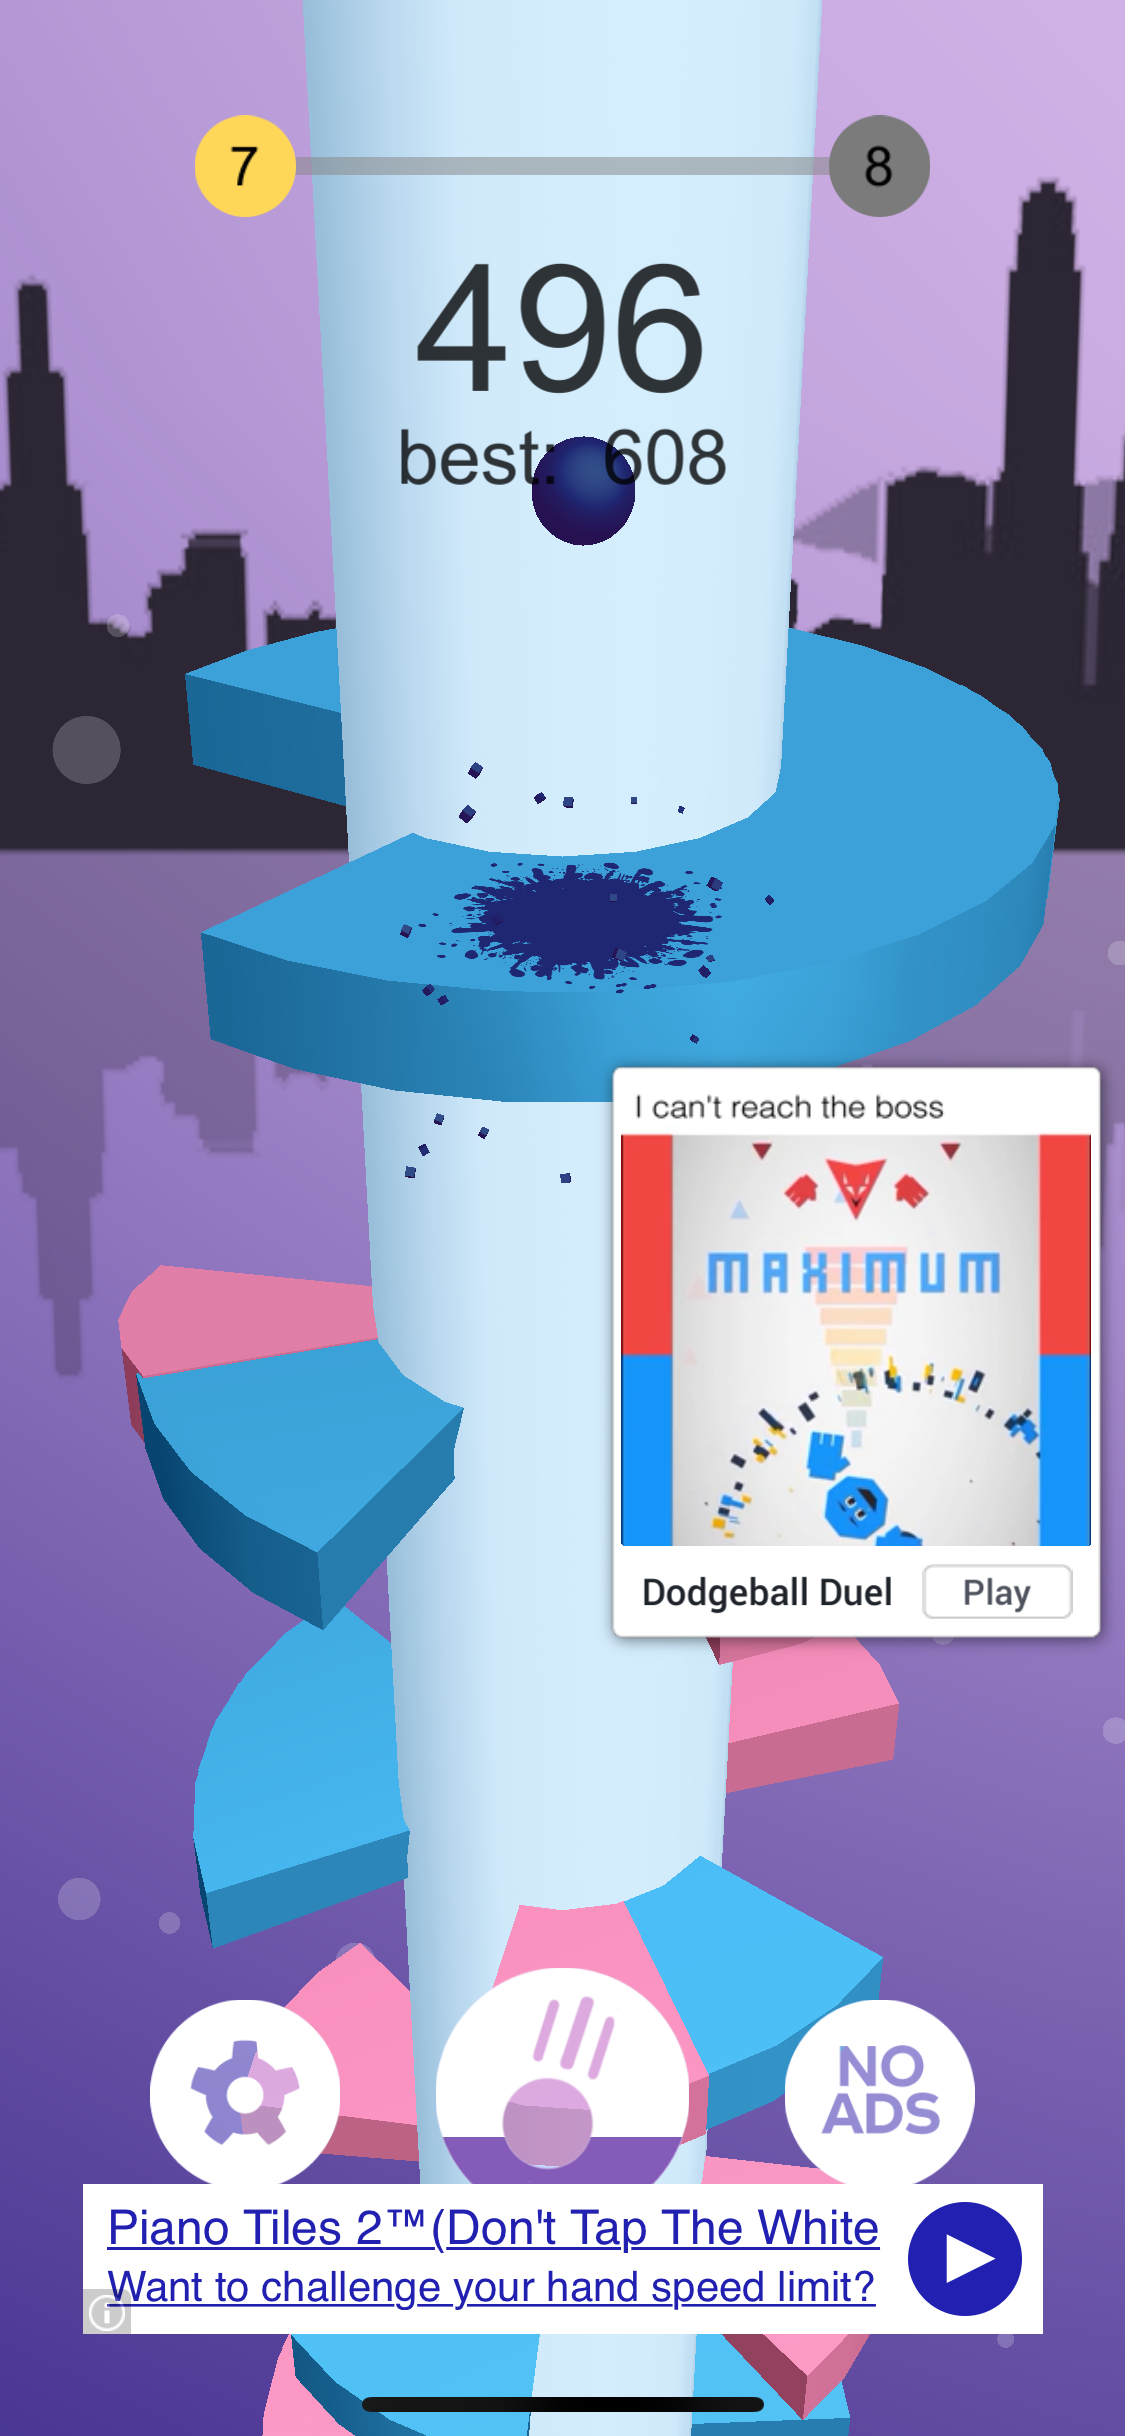 7
8
496
best: 608
I can't reach the boss
MAXIMUM
Dodgeball Duel
Play
NO
ADS
Piano Tiles 2™(Don't Tap The White
Want to challenge your hand speed limit?